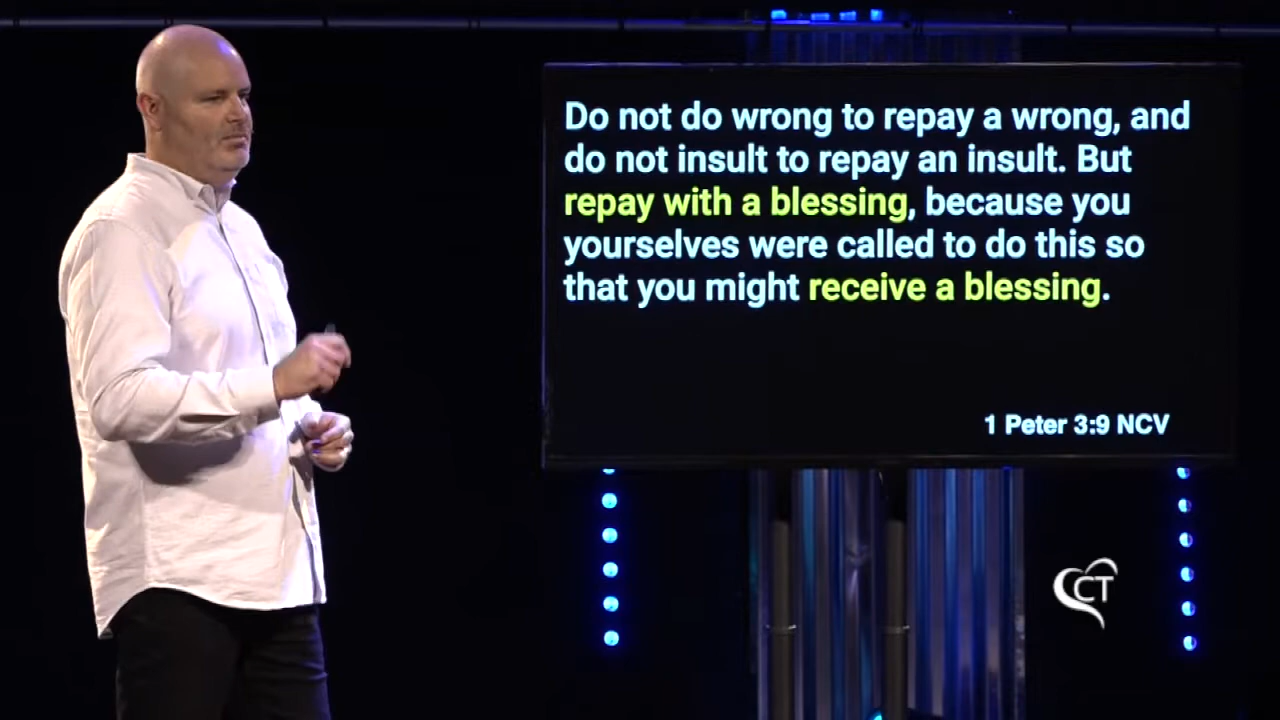 Do not do wrong to repay a wrong, and
do not insult to repay an insult. But
repay with a blessing, because you
yourselves were called to do this so
that you might receive a blessing.
1 Peter 3:9 NCV
CT